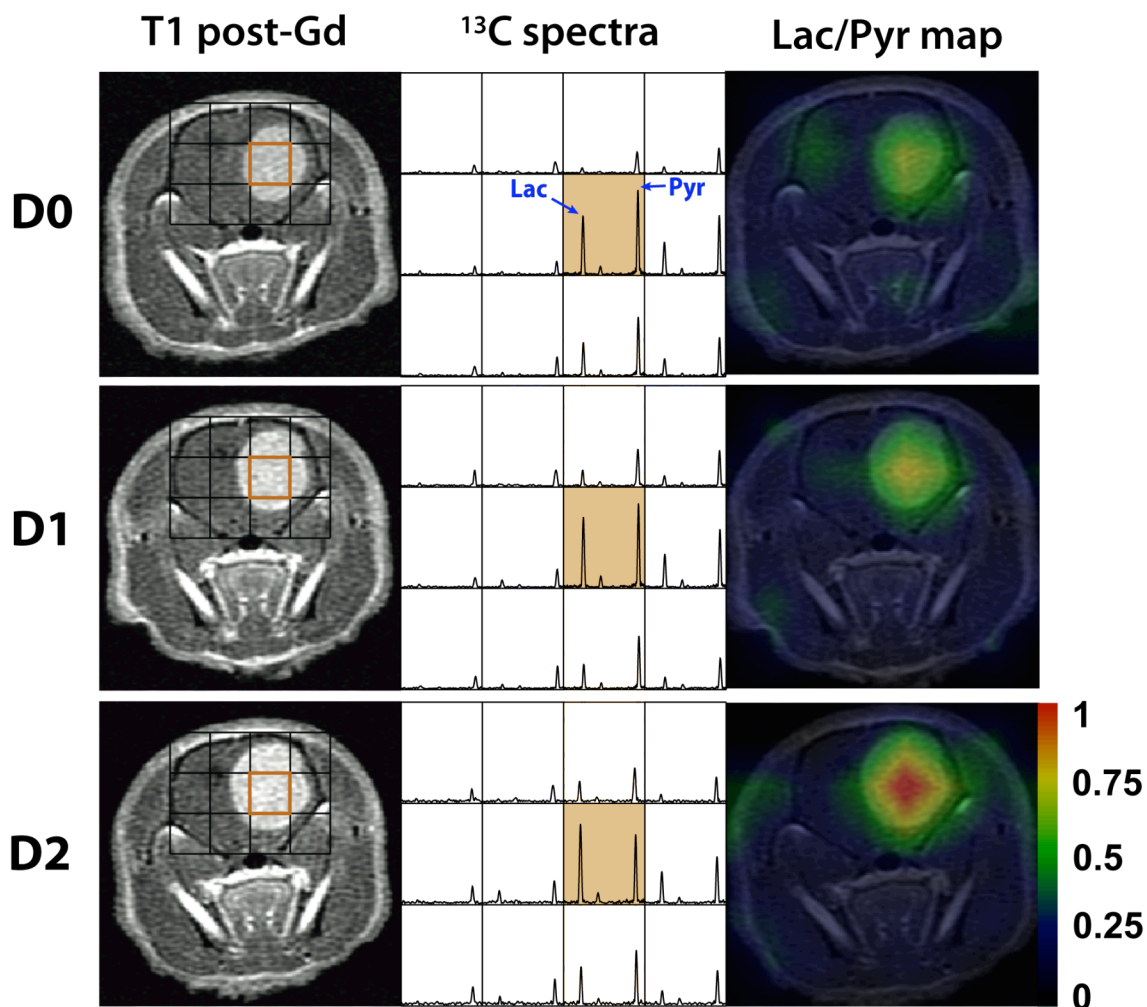 T1 post-Gd
¹³C spectra
Lac/Pyr map
D0
Lac
Pyr
D1
D2
1
0.75
0.5
0.25
0